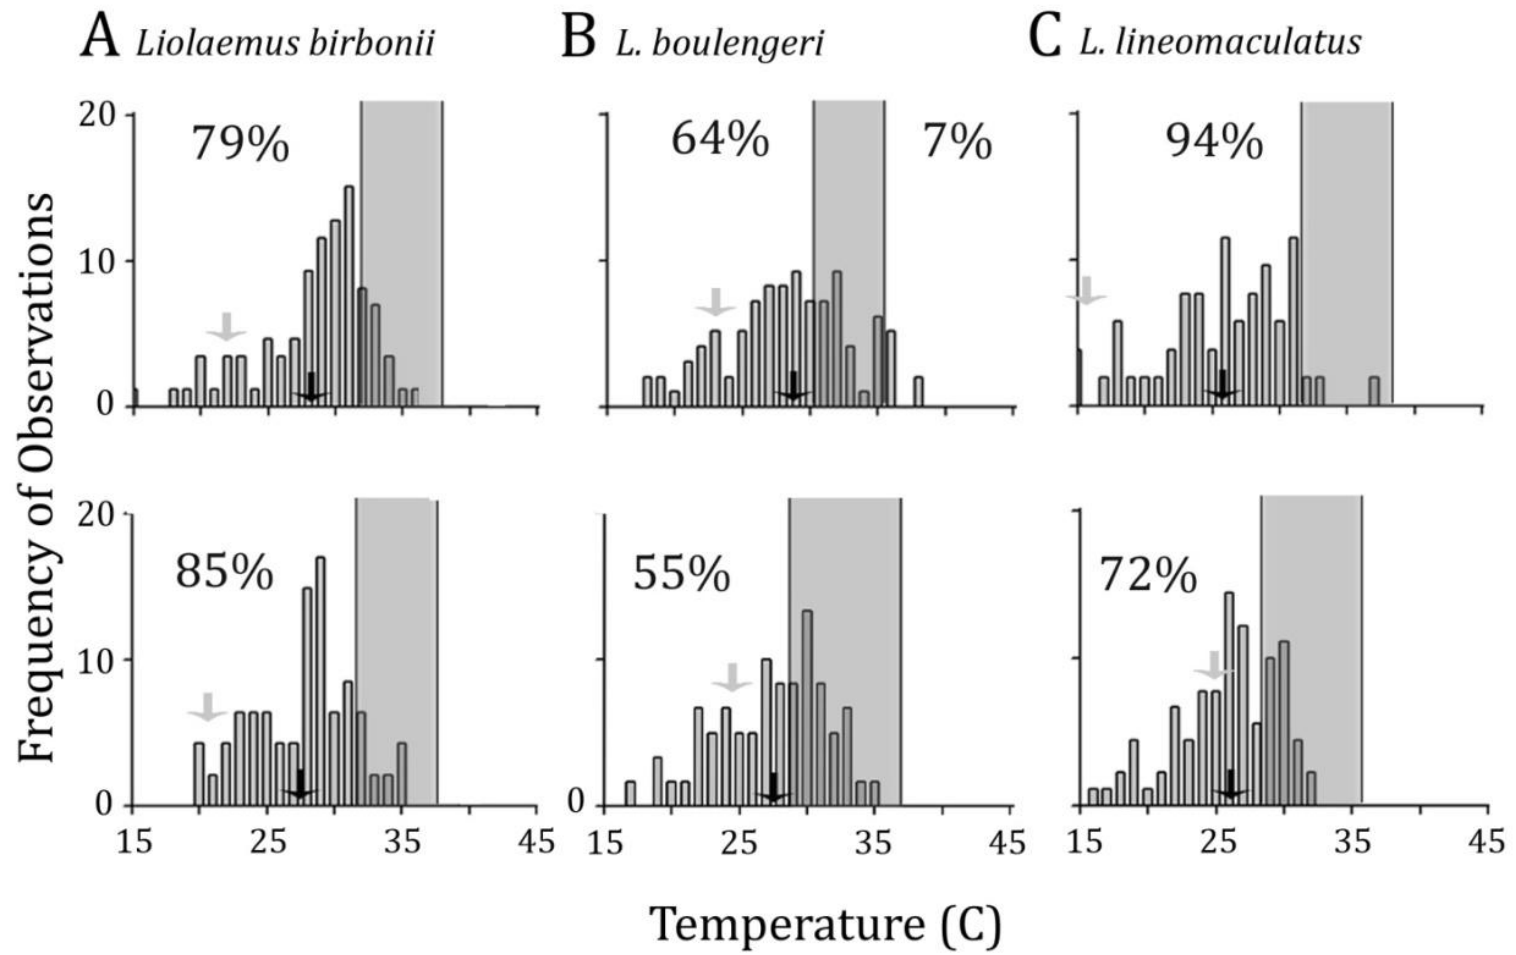 A Liolaemus birbonii
B L. boulengeri
C L. lineomaculatus
20
79%
64%
7%
94%
10
0
20
85%
55%
72%
10
0
0
15 25 35 45
15 25 35 45
15 25 35 45
Frequency of Observations
Temperature (C)